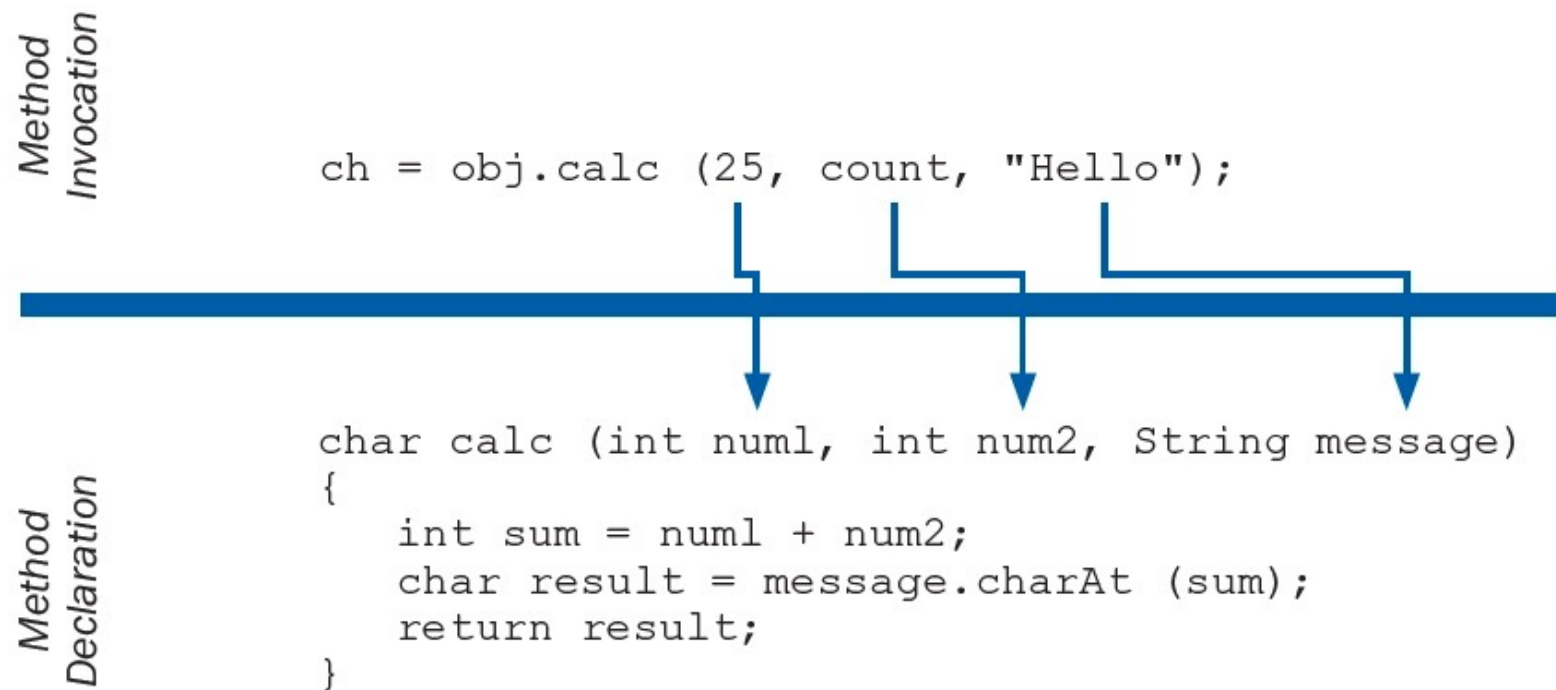 Method
Invocation
ch = obj.calc (25, count, "Hello");
char calc (int num1, int num2, String message)
{
int sum = num1 + num2;
char result = message.charAt (sum);
return result;
}
Method
Declaration